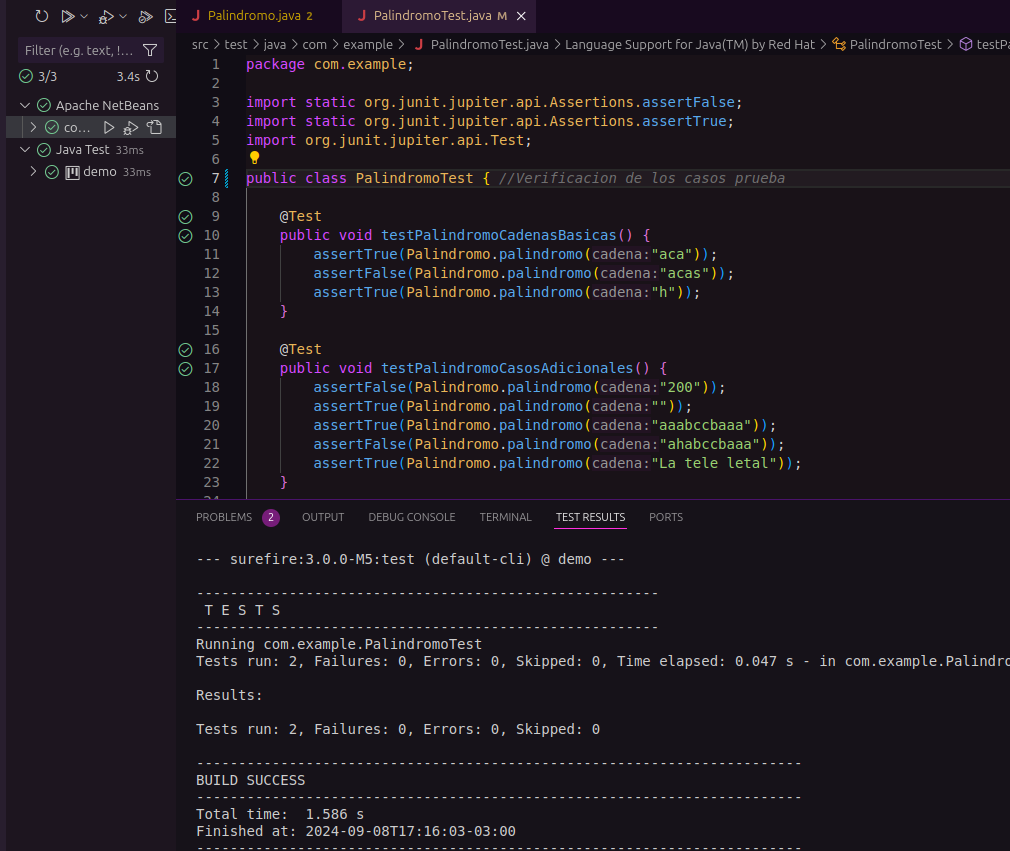 Palindromo.java 2
PalindromoTest.java M
Filter (e.g. text, !...
3/3 3.4s
Apache NetBeans
co...
Java Test 33ms
demo 33ms
src > test > java > com > example > PalindromoTest.java > Language Support for Java(TM) by Red Hat > PalindromoTest > testPa
1 package com.example;
2
3 import static org.junit.jupiter.api.Assertions.assertFalse;
4 import static org.junit.jupiter.api.Assertions.assertTrue;
5 import org.junit.jupiter.api.Test;
6
7 public class PalindromoTest { //Verificacion de los casos prueba
8
9 @Test
10 public void testPalindromoCadenasBasicas() {
11 assertTrue(Palindromo.palindromo(cadena:"aca"));
12 assertFalse(Palindromo.palindromo(cadena:"acas"));
13 assertTrue(Palindromo.palindromo(cadena:"h"));
14 }
15
16 @Test
17 public void testPalindromoCasosAdicionales() {
18 assertFalse(Palindromo.palindromo(cadena:"200"));
19 assertTrue(Palindromo.palindromo(cadena:""));
20 assertTrue(Palindromo.palindromo(cadena:"aaabccbaaa"));
21 assertFalse(Palindromo.palindromo(cadena:"ahabccbaaa"));
22 assertTrue(Palindromo.palindromo(cadena:"La tele letal"));
23 }
24
PROBLEMS 2 OUTPUT DEBUG CONSOLE TERMINAL TEST RESULTS PORTS
--- surefire:3.0.0-M5:test (default-cli) @ demo ---
-------------------------------------------------------
T E S T S
-------------------------------------------------------
Running com.example.PalindromoTest
Tests run: 2, Failures: 0, Errors: 0, Skipped: 0, Time elapsed: 0.047 s - in com.example.Palindro
Results:
Tests run: 2, Failures: 0, Errors: 0, Skipped: 0
------------------------------------------------------------------------
BUILD SUCCESS
------------------------------------------------------------------------
Total time:  1.586 s
Finished at: 2024-09-08T17:16:03-03:00
------------------------------------------------------------------------